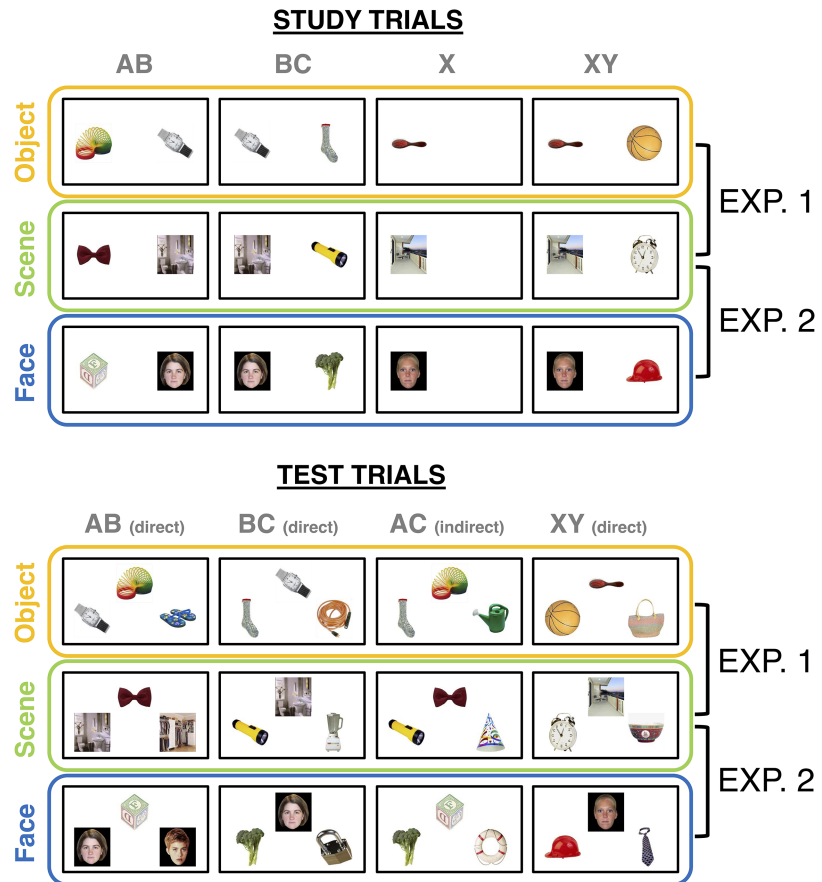 STUDY TRIALS
AB BC X XY
Object
Scene
Face
EXP. 1
EXP. 2
TEST TRIALS
AB (direct) BC (direct) AC (indirect) XY (direct)
Object
Scene
Face
EXP. 1
EXP. 2